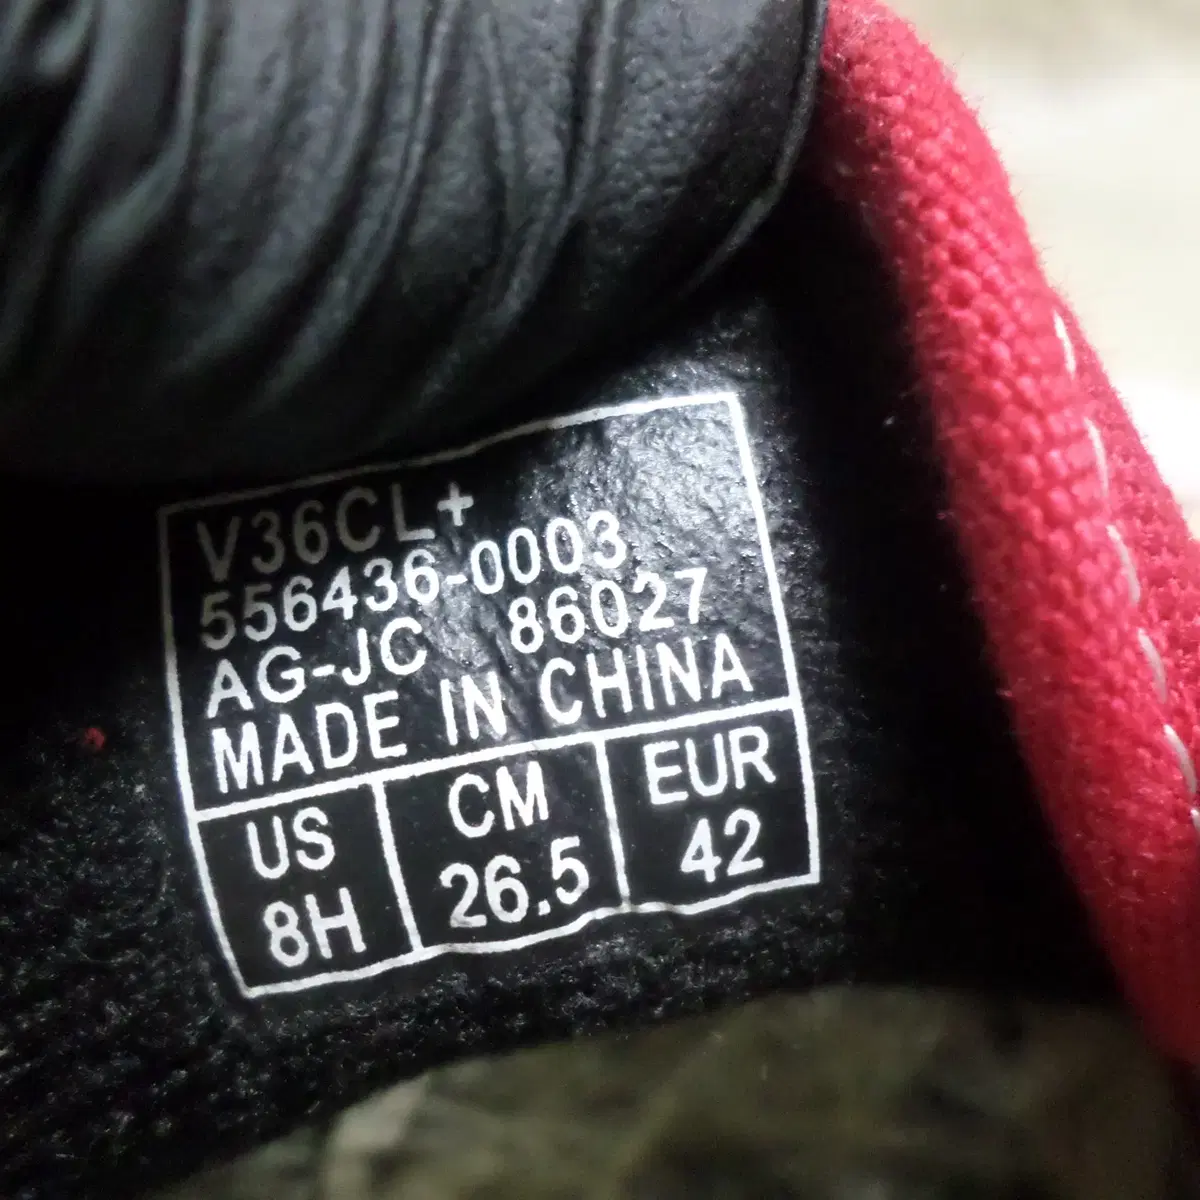 V36CL+
556436-0003
AG-JC 86027
MADE IN CHINA
US CM EUR
8H 26.5 42